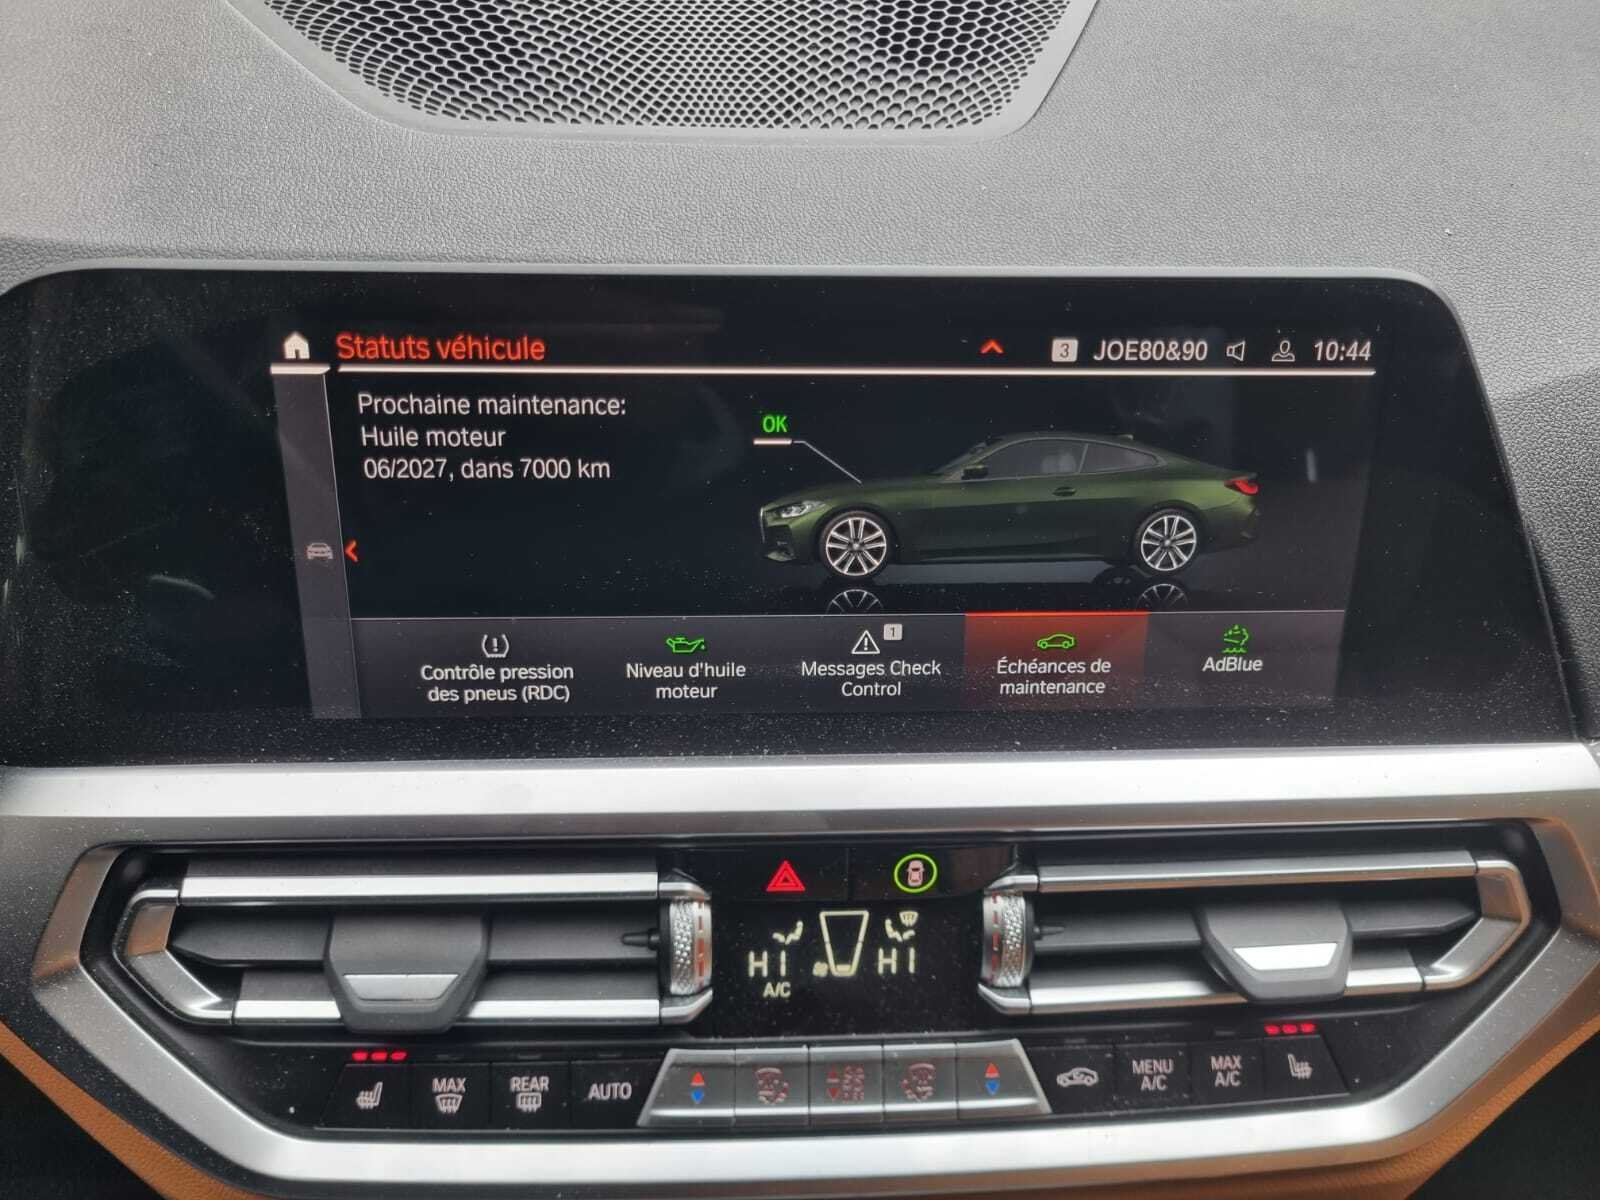 Statuts véhicule
3 JOE80&90 10:44
Prochaine maintenance:
Huile moteur
06/2027, dans 7000 km
OK
Contrôle pression
des pneus (RDC)
Niveau d'huile
moteur
1
Messages Check
Control
Échéances de
maintenance
AdBlue
HI HI
A/C
MAX
REAR
AUTO
MENU
A/C
MAX
A/C